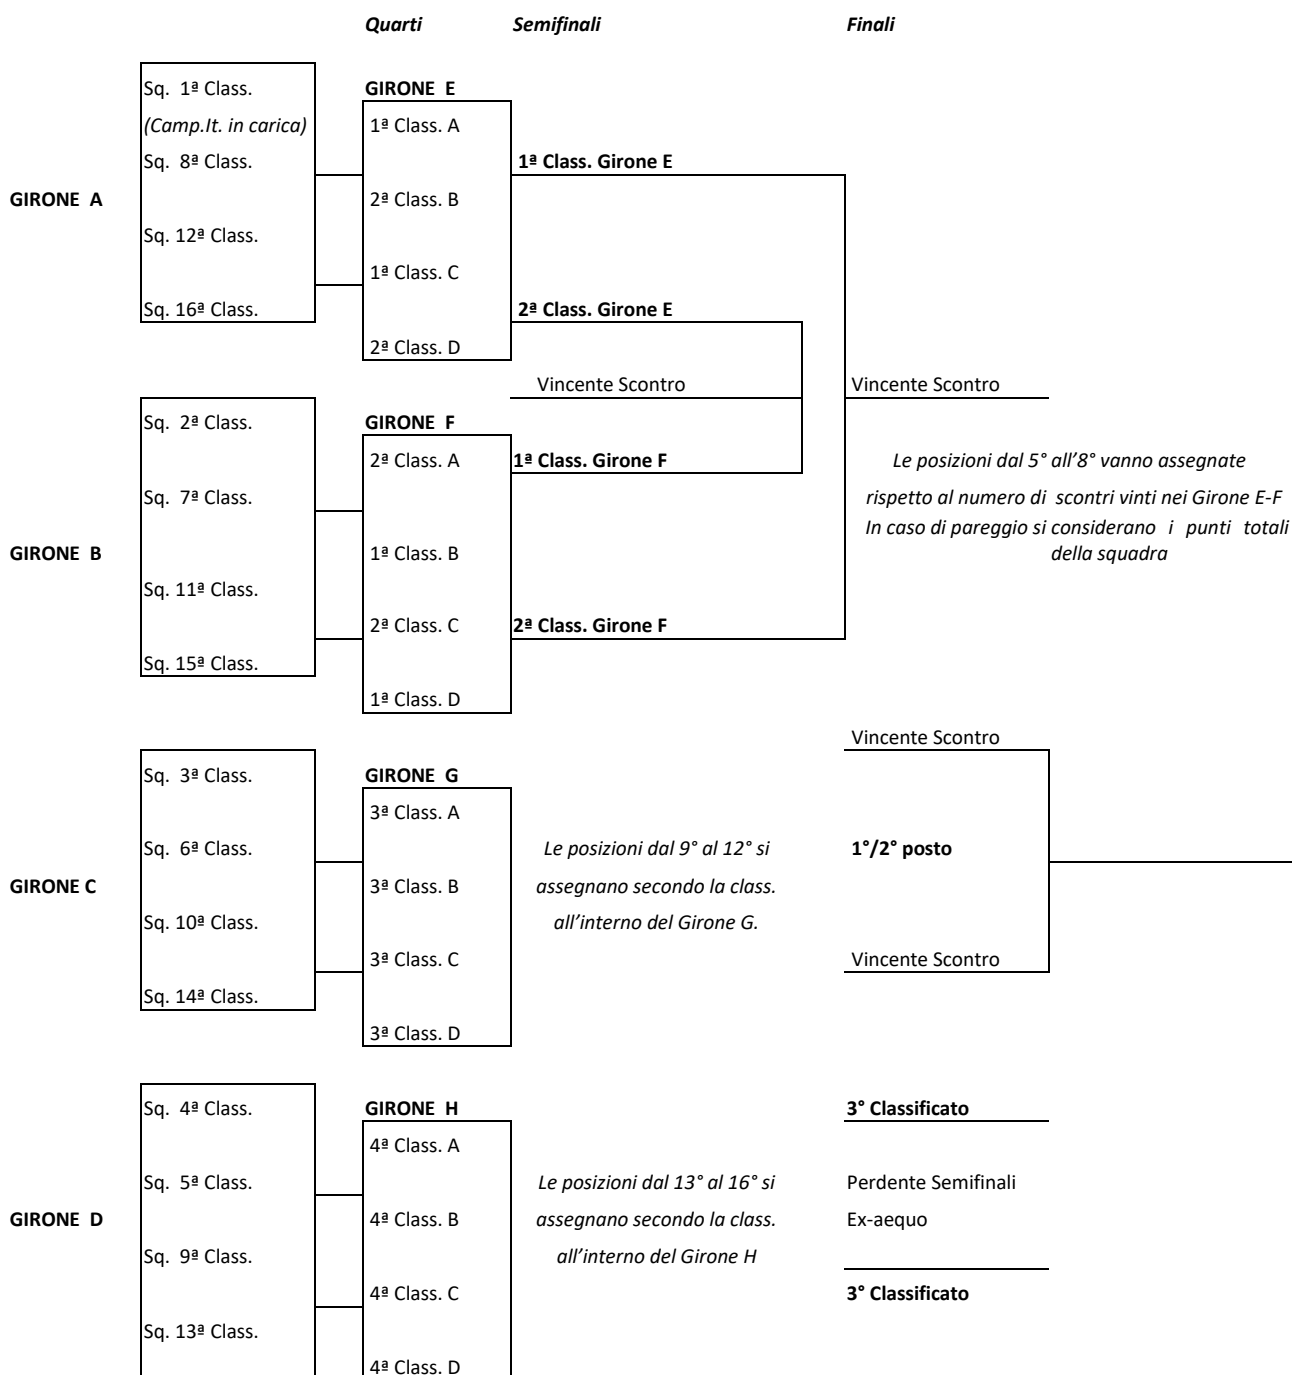 Quarti Semifinali Finali
Sq. 1ª Class. GIRONE E
(Camp.It. in carica) 1ª Class. A
Sq. 8ª Class. 1ª Class. Girone E
GIRONE A 2ª Class. B
Sq. 12ª Class.
1ª Class. C
Sq. 16ª Class. 2ª Class. Girone E
2ª Class. D
Vincente Scontro Vincente Scontro
Sq. 2ª Class. GIRONE F
2ª Class. A 1ª Class. Girone F Le posizioni dal 5° all’8° vanno assegnate
Sq. 7ª Class. rispetto al numero di scontri vinti nei Girone E-F
In caso di pareggio si considerano i punti totali
GIRONE B 1ª Class. B della squadra
Sq. 11ª Class.
2ª Class. C 2ª Class. Girone F
Sq. 15ª Class.
1ª Class. D
Vincente Scontro
Sq. 3ª Class. GIRONE G
3ª Class. A
Sq. 6ª Class. Le posizioni dal 9° al 12° si 1°/2° posto
GIRONE C 3ª Class. B assegnano secondo la class.
Sq. 10ª Class. all’interno del Girone G.
3ª Class. C Vincente Scontro
Sq. 14ª Class.
3ª Class. D
Sq. 4ª Class. GIRONE H 3° Classificato
4ª Class. A
Sq. 5ª Class. Le posizioni dal 13° al 16° si Perdente Semifinali
GIRONE D 4ª Class. B assegnano secondo la class. Ex-aequo
Sq. 9ª Class. all’interno del Girone H
4ª Class. C 3° Classificato
Sq. 13ª Class.
4ª Class. D